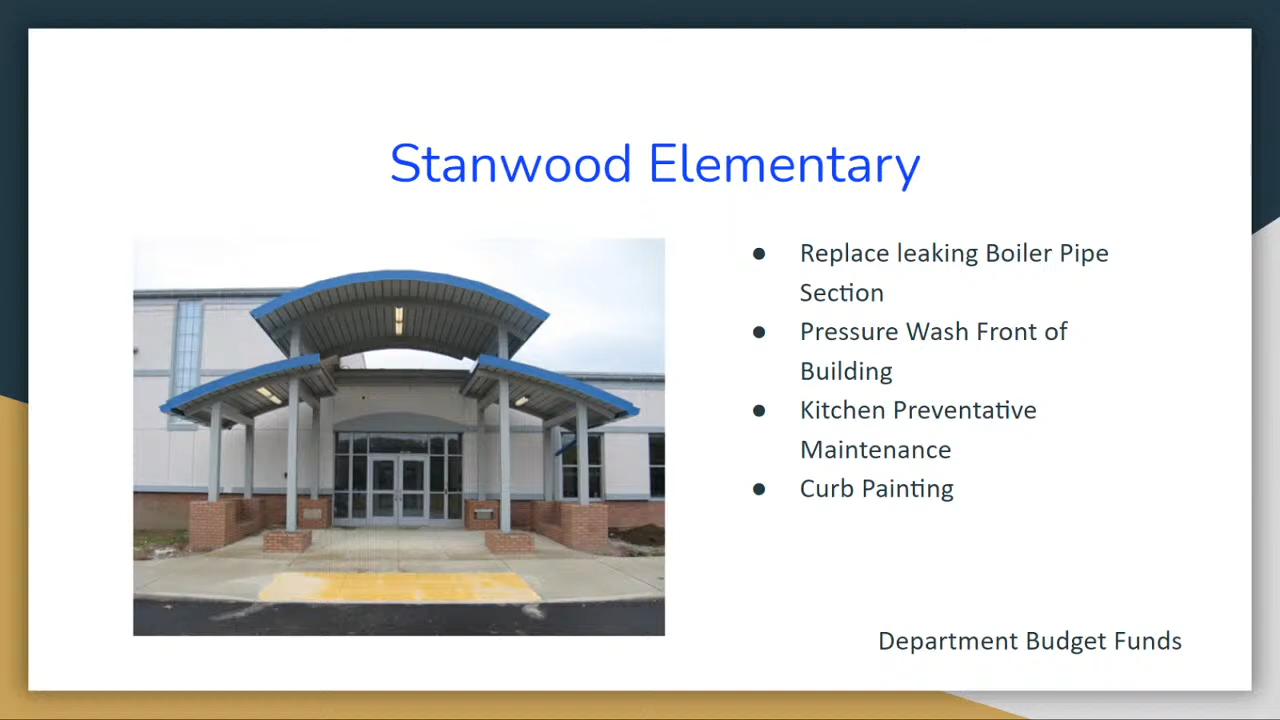 Stanwood Elementary
● Replace leaking Boiler Pipe
Section
● Pressure Wash Front of
Building
● Kitchen Preventative
Maintenance
● Curb Painting
Department Budget Funds